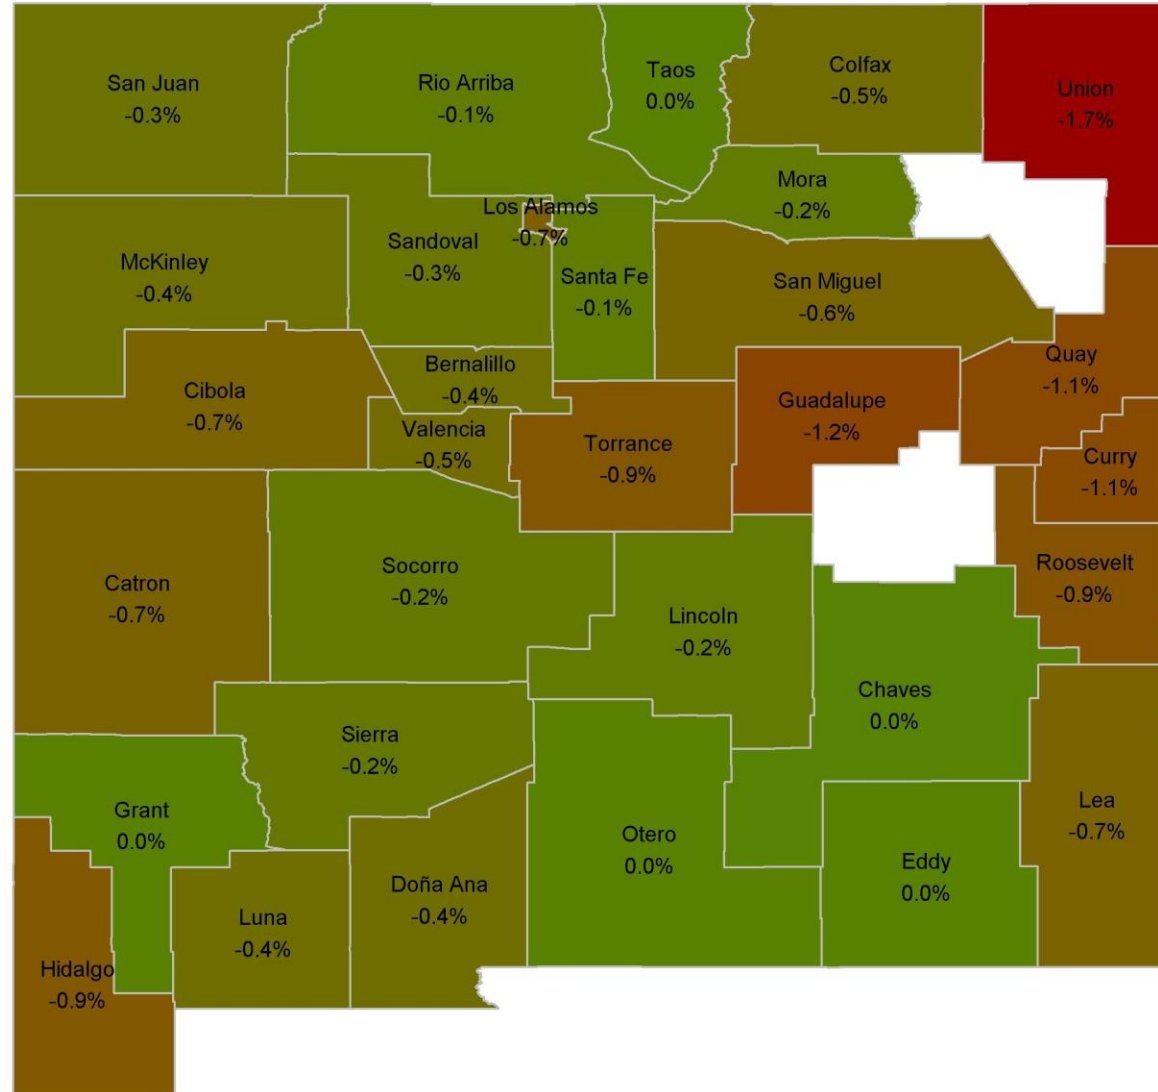 San Juan
-0.3%
Rio Arriba
-0.1%
Taos
0.0%
Colfax
-0.5%
Union
-1.7%
Mora
-0.2%
Los Alamos
-0.7%
McKinley
-0.4%
Sandoval
-0.3%
Santa Fe
-0.1%
San Miguel
-0.6%
Quay
-1.1%
Bernalillo
-0.4%
Cibola
-0.7%
Guadalupe
-1.2%
Valencia
-0.5%
Torrance
-0.9%
Curry
-1.1%
Catron
-0.7%
Socorro
-0.2%
Roosevelt
-0.9%
Lincoln
-0.2%
Chaves
0.0%
Sierra
-0.2%
Grant
0.0%
Lea
-0.7%
Otero
0.0%
Eddy
0.0%
Doña Ana
-0.4%
Luna
-0.4%
Hidalgo
-0.9%